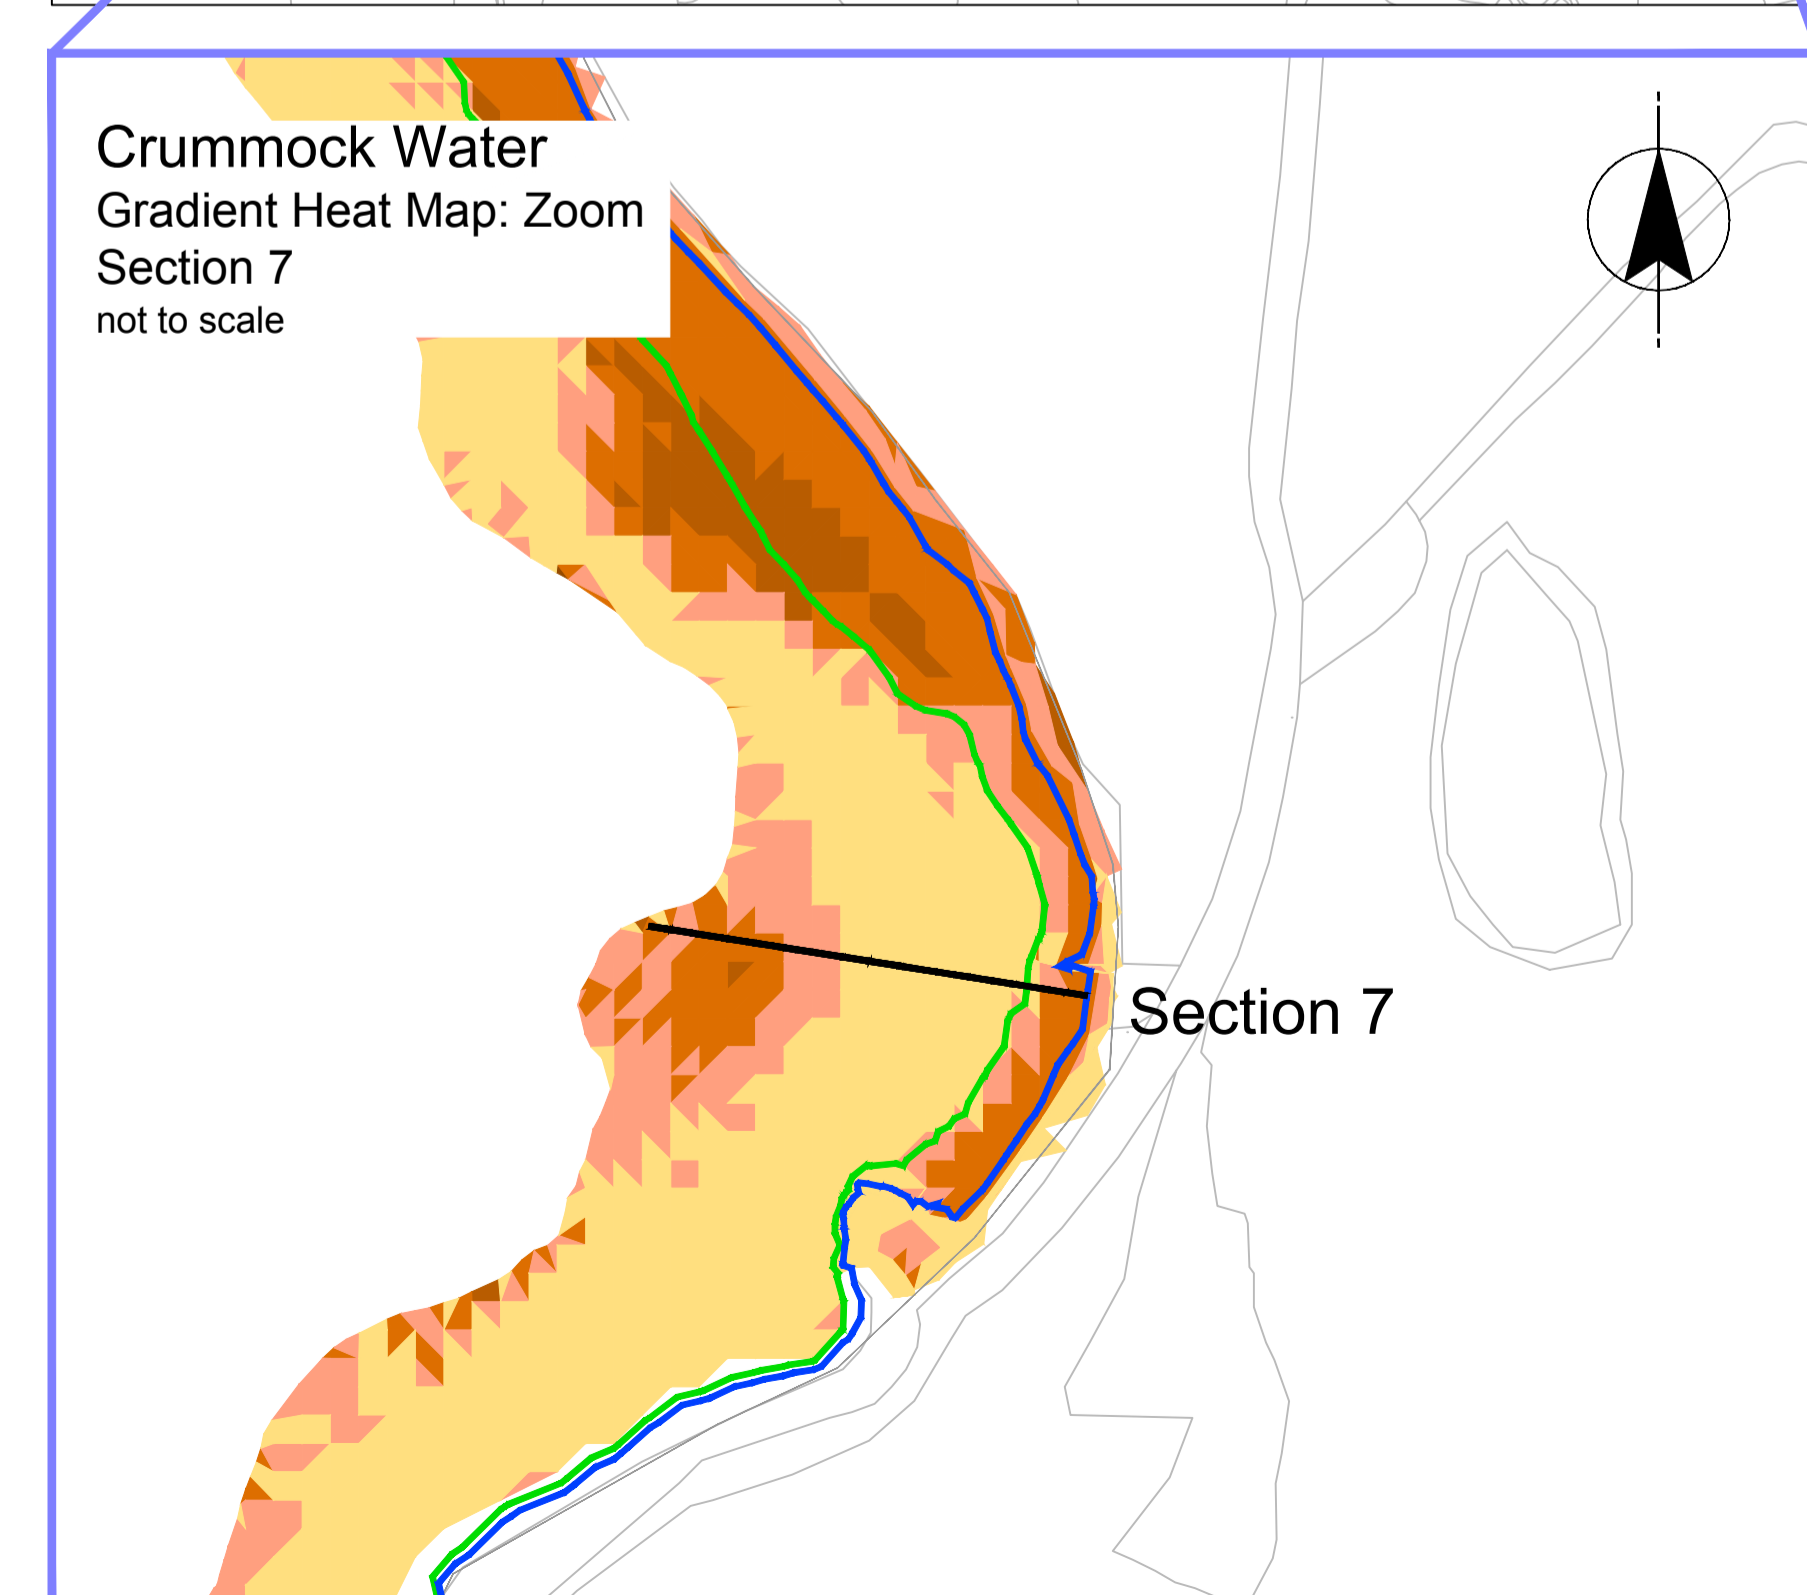 Crummock Water
Gradient Heat Map: Zoom
Section 7
not to scale
Section 7